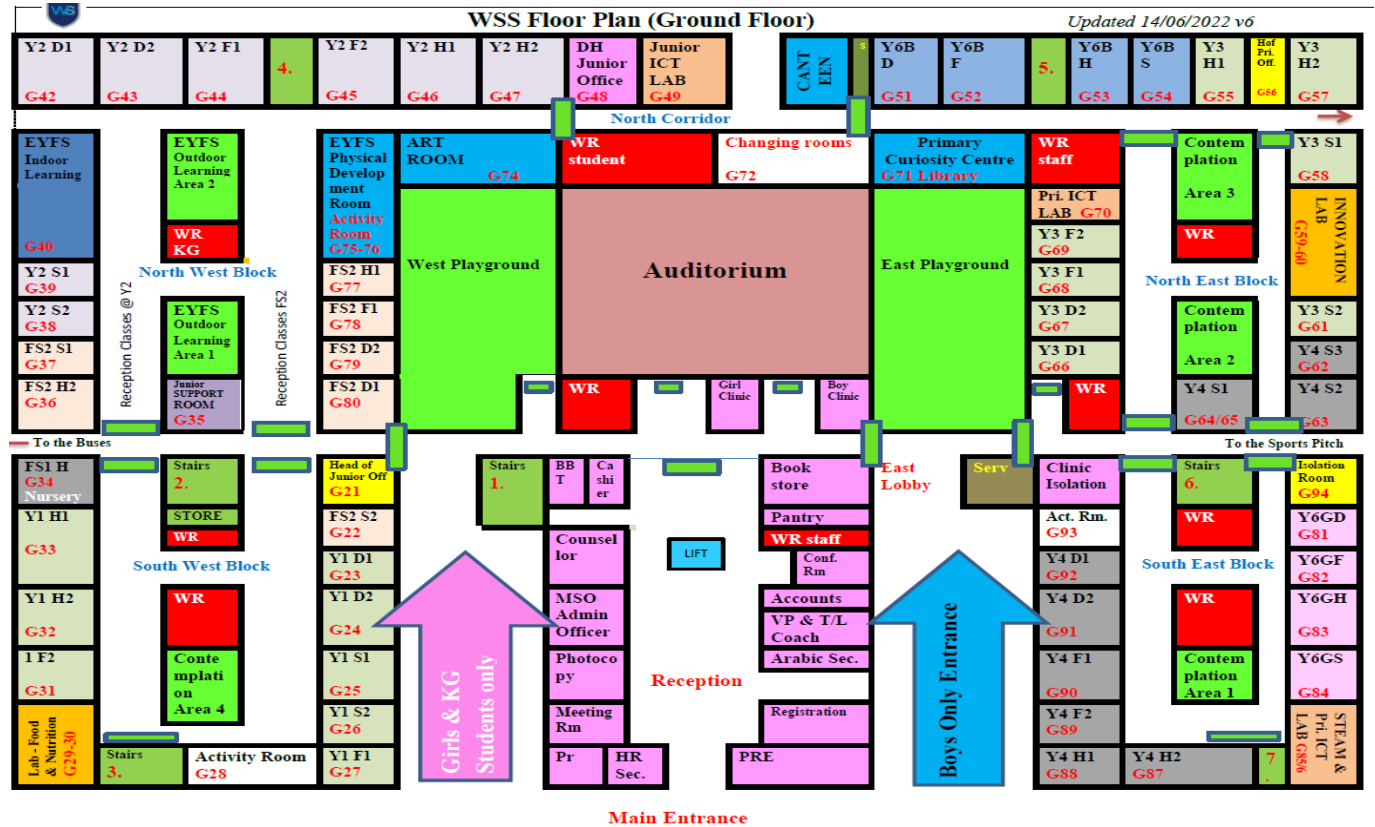 WS
WSS Floor Plan (Ground Floor)
Updated 14/06/2022 v6
Y2 D1
G42
Y2 D2
G43
Y2 F1
G44
4.
Y2 F2
G45
Y2 H1
G46
Y2 H2
G47
DH
Junior
Office
G48
Junior
ICT
LAB
G49
CANT
EEN
S
Y6B
D
G51
Y6B
F
G52
5.
Y6B
H
G53
Y6B
S
G54
Y3
H1
G55
Hof
Pri.
Off.
G56
Y3
H2
G57
North Corridor
EYFS
Indoor
Learning
G40
EYFS
Outdoor
Learning
Area 2
WR
KG
EYFS
Physical
Develop
ment
Room
Activity
Room
G75-76
ART
ROOM
G74
WR
student
Changing rooms
G72
Primary
Curiosity Centre
G71 Library
WR
staff
Contem
plation
Area 3
WR
Y3 S1
G58
INNOVATION
LAB
G59-60
Pri. ICT
LAB G70
Y3 F2
G69
Y3 F1
G68
Y3 D2
G67
Y3 D1
G66
WR
North West Block
Reception Classes @ Y2
Reception Classes FS2
Y2 S1
G39
Y2 S2
G38
FS2 S1
G37
FS2 H2
G36
EYFS
Outdoor
Learning
Area 1
Junior
SUPPORT
ROOM
G35
FS2 H1
G77
FS2 F1
G78
FS2 D2
G79
FS2 D1
G80
West Playground
Auditorium
East Playground
WR
Girl
Clinic
Boy
Clinic
North East Block
Contem
plation
Area 2
Y4 S1
G64/65
Y3 S2
G61
Y4 S3
G62
Y4 S2
G63
To the Buses
To the Sports Pitch
FS1 H
G34
Nursery
Y1 H1
G33
Y1 H2
G32
1 F2
G31
Lab - Food
& Nutrition
G29-30
Stairs
2.
STORE
WR
South West Block
WR
Conte
mplati
on
Area 4
Stairs
3.
Activity Room
G28
Head of
Junior Off
G21
FS2 S2
G22
Y1 D1
G23
Y1 D2
G24
Y1 S1
G25
Y1 S2
G26
Y1 F1
G27
Girls & KG
Students only
Stairs
1.
BB
T
Ca
shi
er
Counsel
lor
MSO
Admin
Officer
Photoco
py
Meeting
Rm
Pr
HR
Sec.
LIFT
Reception
Book
store
Pantry
WR staff
Conf.
Rm
Accounts
VP & T/L
Coach
Arabic Sec.
Registration
PRE
East
Lobby
Boys Only Entrance
Serv
Clinic
Isolation
Act. Rm.
G93
Y4 D1
G92
Y4 D2
G91
Y4 F1
G90
Y4 F2
G89
Y4 H1
G88
Y4 H2
G87
Stairs
6.
WR
South East Block
WR
Contem
plation
Area 1
7
.
Isolation
Room
G94
Y6GD
G81
Y6GF
G82
Y6GH
G83
Y6GS
G84
STEAM &
Pri. ICT
LAB G856
Main Entrance